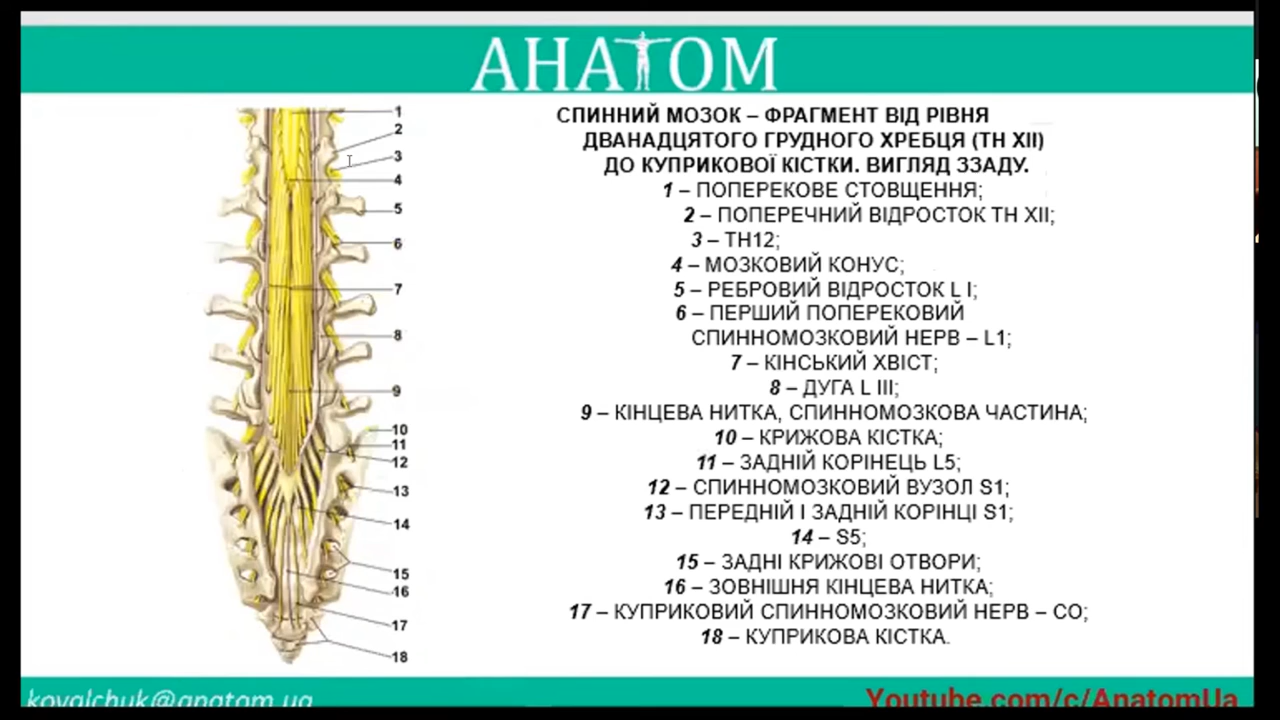 АНАТОМ
СПИННИЙ МОЗОК – ФРАГМЕНТ ВІД РІВНЯ
ДВАНАДЦЯТОГО ГРУДНОГО ХРЕБЦЯ (TH XII)
ДО КУПРИКОВОЇ КІСТКИ. ВИГЛЯД ЗЗАДУ.
1 – ПОПЕРЕКОВЕ СТОВЩЕННЯ;
2 – ПОПЕРЕЧНИЙ ВІДРОСТОК TH XII;
3 – TH12;
4 – МОЗКОВИЙ КОНУС;
5 – РЕБРОВИЙ ВІДРОСТОК L I;
6 – ПЕРШИЙ ПОПЕРЕКОВИЙ
СПИННОМОЗКОВИЙ НЕРВ – L1;
7 – КІНСЬКИЙ ХВІСТ;
8 – ДУГА L III;
9 – КІНЦЕВА НИТКА, СПИННОМОЗКОВА ЧАСТИНА;
10 – КРИЖОВА КІСТКА;
11 – ЗАДНІЙ КОРІНЕЦЬ L5;
12 – СПИННОМОЗКОВИЙ ВУЗОЛ S1;
13 – ПЕРЕДНІЙ І ЗАДНІЙ КОРІНЦІ S1;
14 – S5;
15 – ЗАДНІ КРИЖОВІ ОТВОРИ;
16 – ЗОВНІШНЯ КІНЦЕВА НИТКА;
17 – КУПРИКОВИЙ СПИННОМОЗКОВИЙ НЕРВ – CO;
18 – КУПРИКОВА КІСТКА.
1
2
3
4
5
6
7
8
9
10
11
12
13
14
15
16
17
18
kovalchuk@anatom.ua
Youtube.com/c/AnatomUa